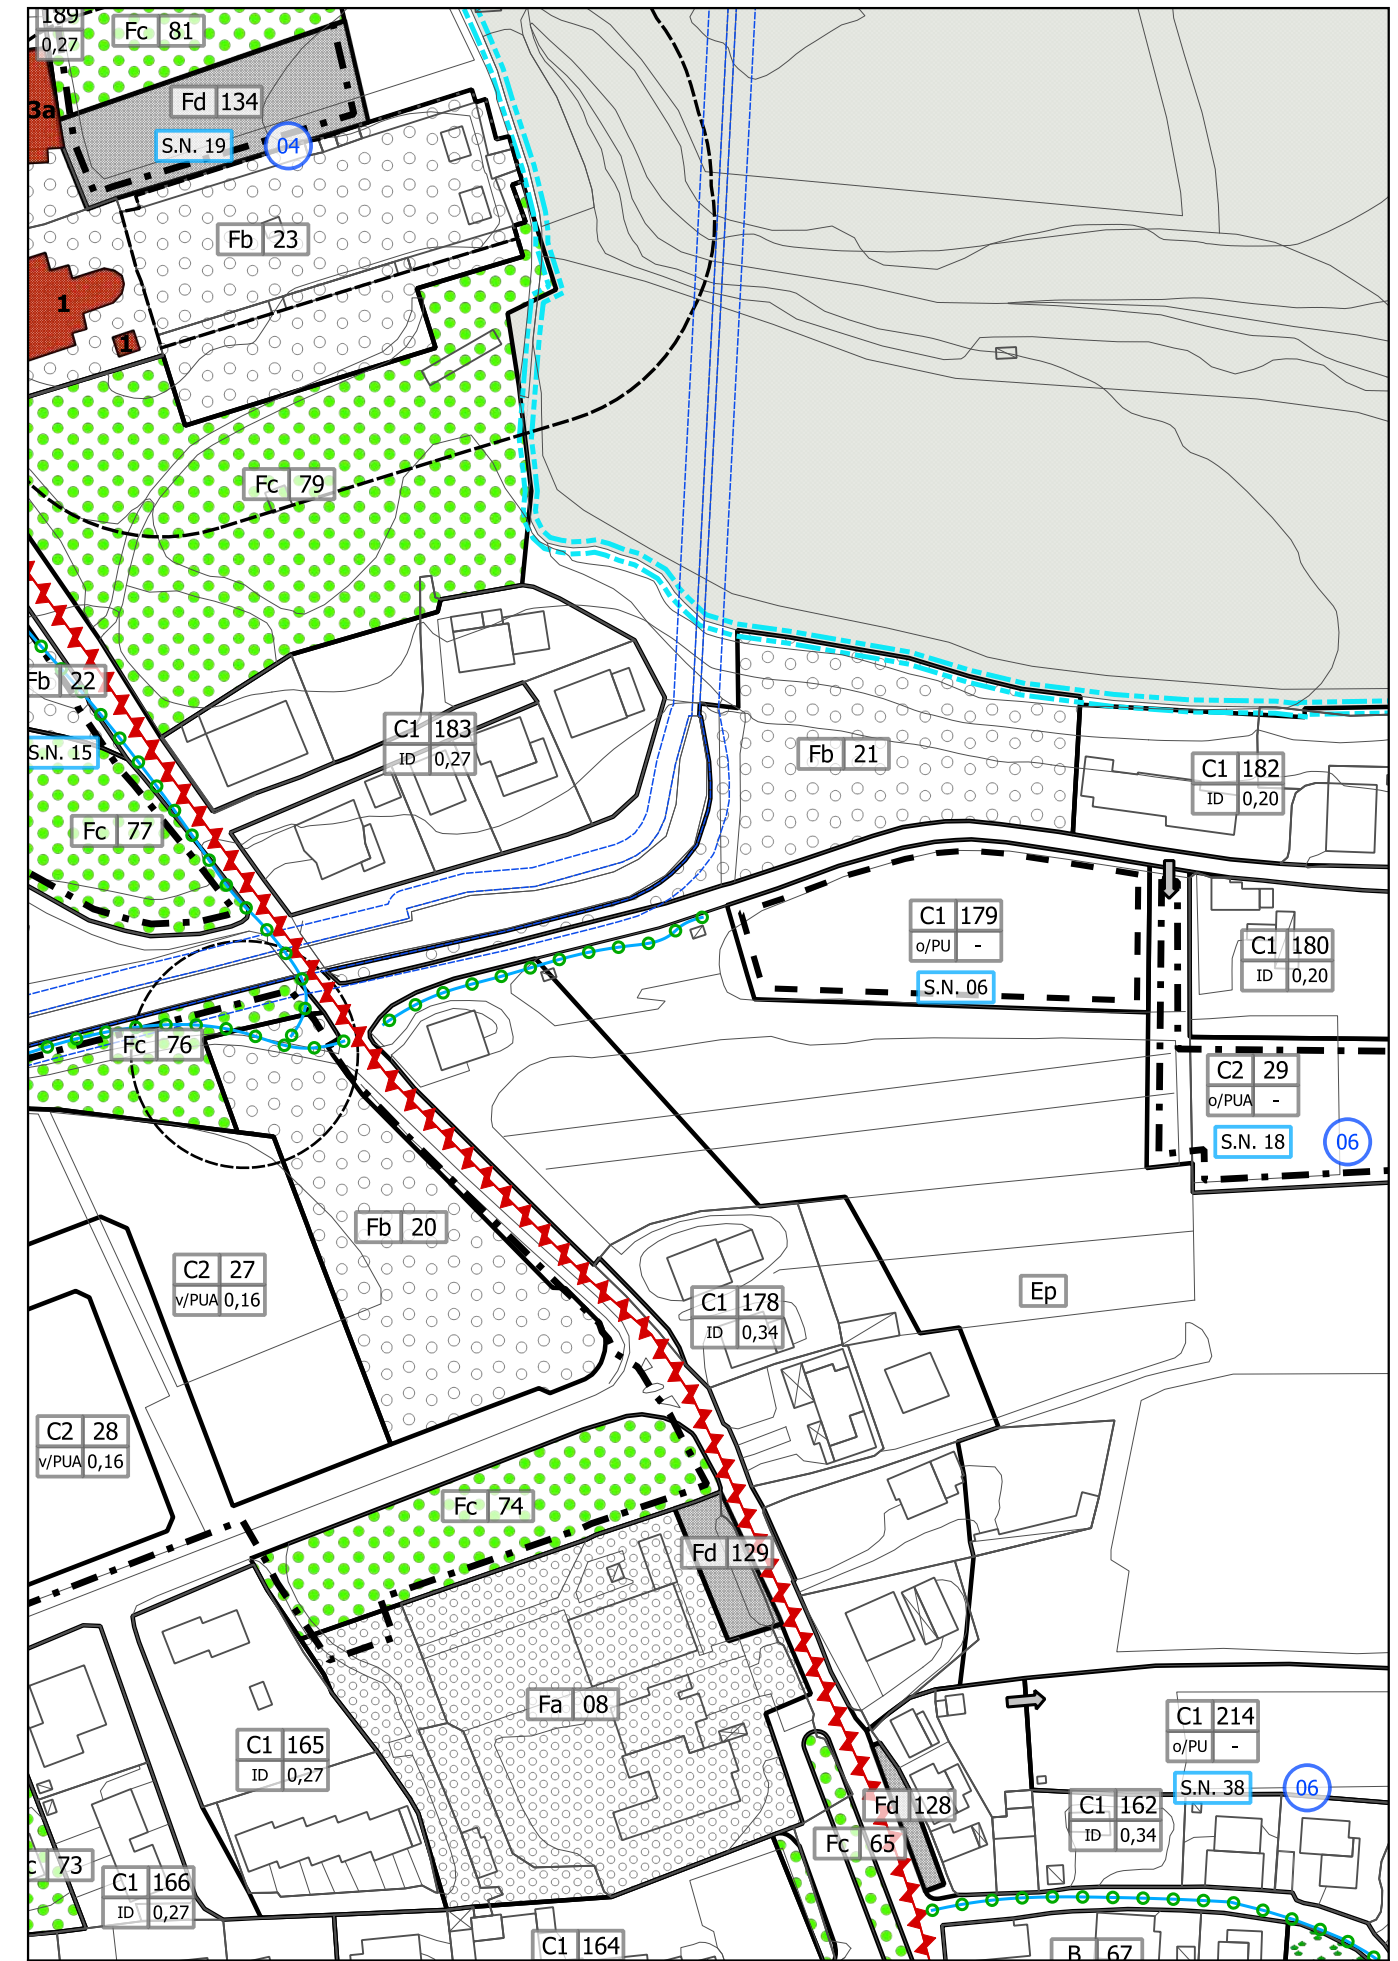 189
0,27
Fc 81
3a
Fd 134
S.N. 19
04
Fb 23
1
1
Fc 79
Fb 22
S.N. 15
C1 183
ID 0,27
Fb 21
C1 182
ID 0,20
Fc 77
C1 179
o/PU -
S.N. 06
C1 180
ID 0,20
Fc 76
C2 29
o/PUA -
S.N. 18
06
Fb 20
C2 27
v/PUA 0,16
Ep
C1 178
ID 0,34
C2 28
v/PUA 0,16
Fc 74
Fd 129
Fa 08
C1 214
o/PU -
S.N. 38
06
C1 165
ID 0,27
Fd 128
C1 162
ID 0,34
Fc 65
c 73
C1 166
ID 0,27
C1 164
B 67